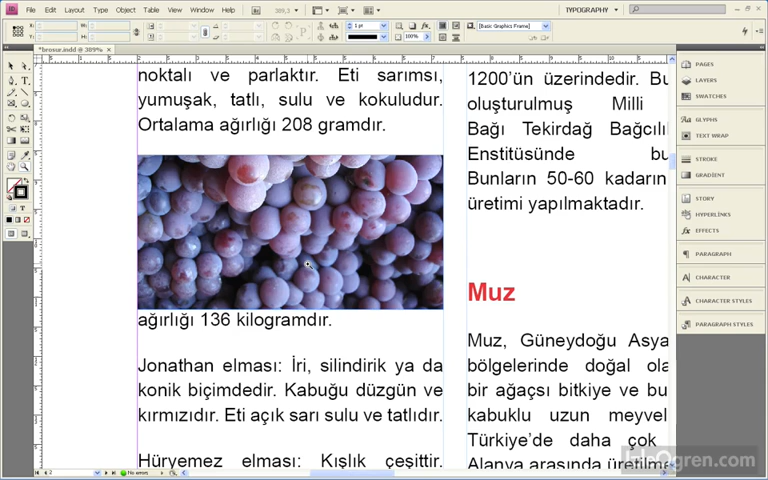 File Edit Layout Type Object Table View Window Help
TYPOGRAPHY
1 pt
100%
[Basic Graphics Frame]
*brosur.indd @ 389%
noktalı ve parlaktır. Eti sarımsı,
yumuşak, tatlı, sulu ve kokuludur.
Ortalama ağırlığı 208 gramdır.
ağırlığı 136 kilogramdır.
Jonathan elması: İri, silindirik ya da
konik biçimdedir. Kabuğu düzgün ve
kırmızıdır. Eti açık sarı sulu ve tatlıdır.
Hüryemez elması: Kışlık çeşittir.
1200’ün üzerindedir. Bu
oluşturulmuş Milli
Bağı Tekirdağ Bağcılı
Enstitüsünde bu
Bunların 50-60 kadarın
üretimi yapılmaktadır.
Muz
Muz, Güneydoğu Asya
bölgelerinde doğal ola
bir ağaçsı bitkiye ve bu
kabuklu uzun meyvel
Türkiye’de daha çok
Alanya arasında üretilme
PAGES
LAYERS
SWATCHES
GLYPHS
TEXT WRAP
STROKE
GRADIENT
STORY
HYPERLINKS
EFFECTS
PARAGRAPH
CHARACTER
CHARACTER STYLES
PARAGRAPH STYLES
2
No errors